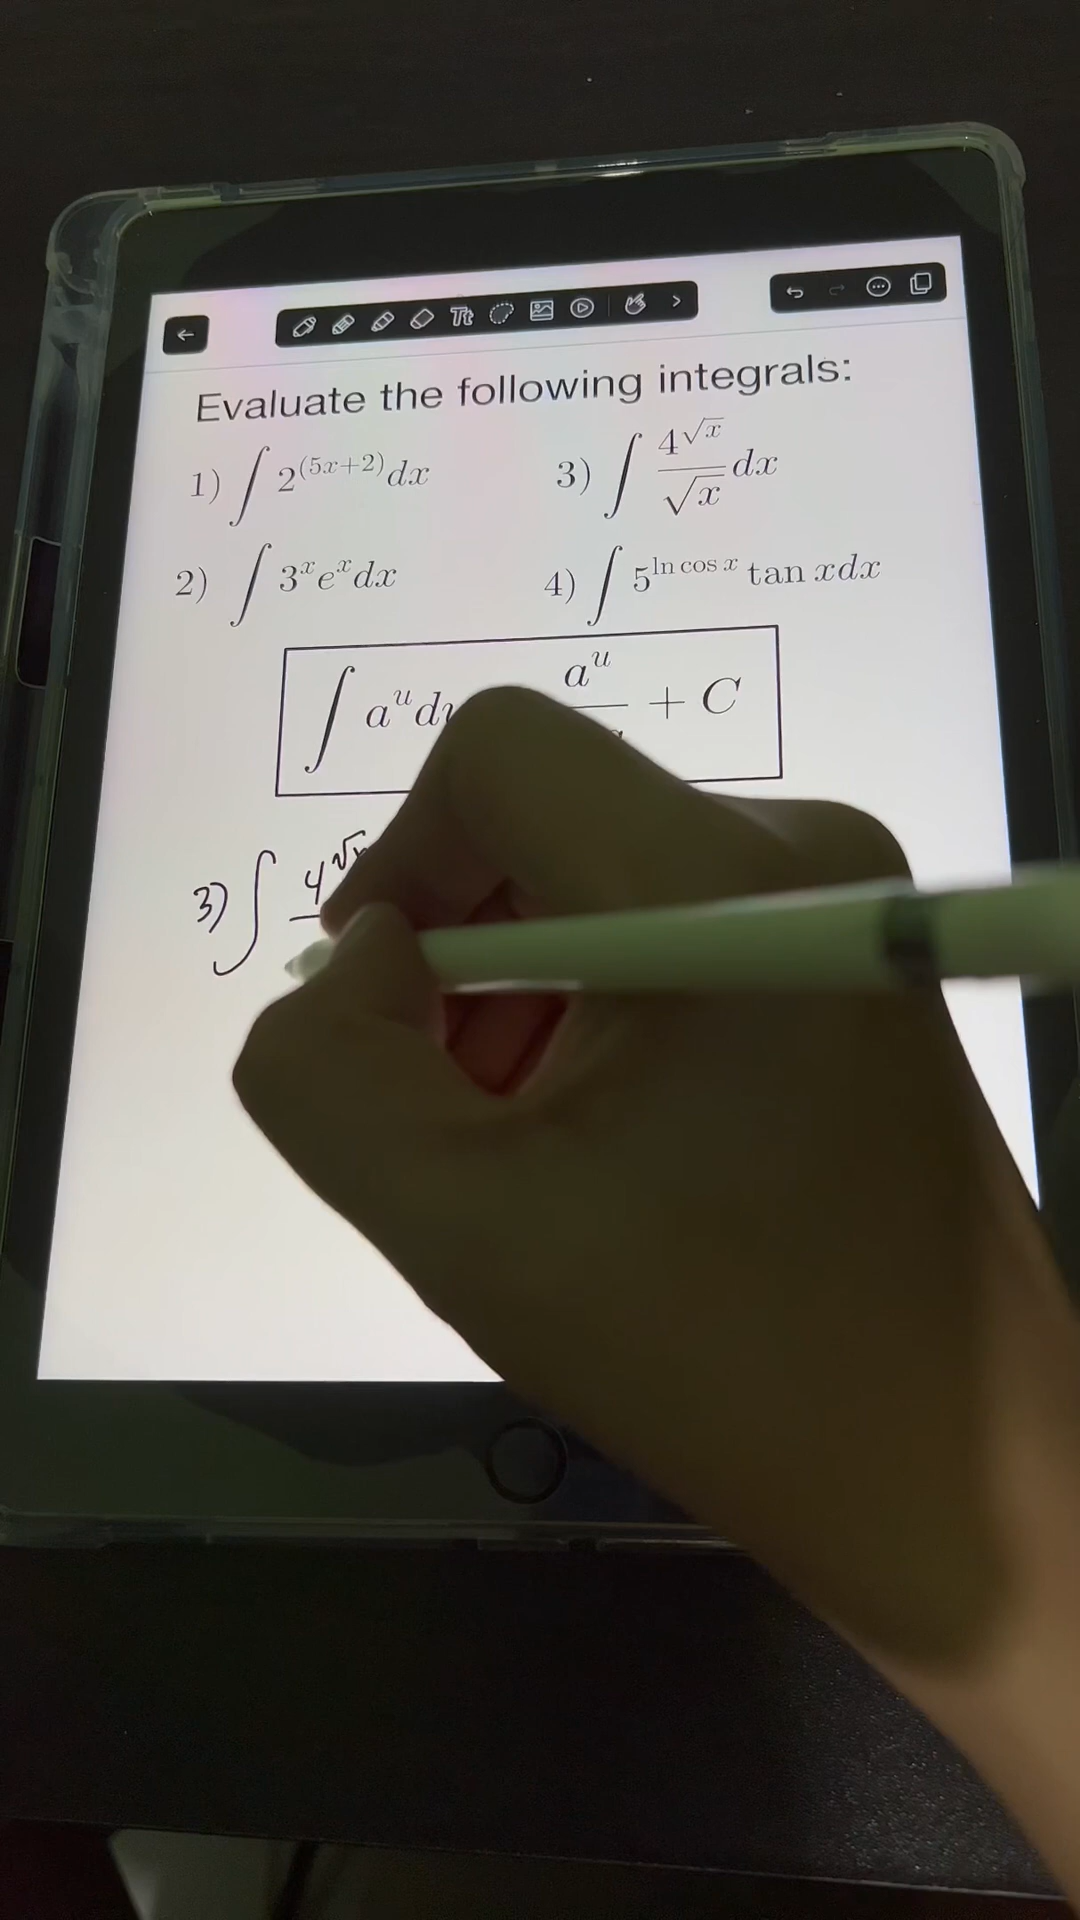 Evaluate the following integrals:
1) ∫ 2^(5x+2) dx
3) ∫ 4^√x / √x dx
2) ∫ 3^x e^x dx
4) ∫ 5^ln cos x tan x dx
∫ a^u d a^u + C
3) ∫ 4^√x
Tt